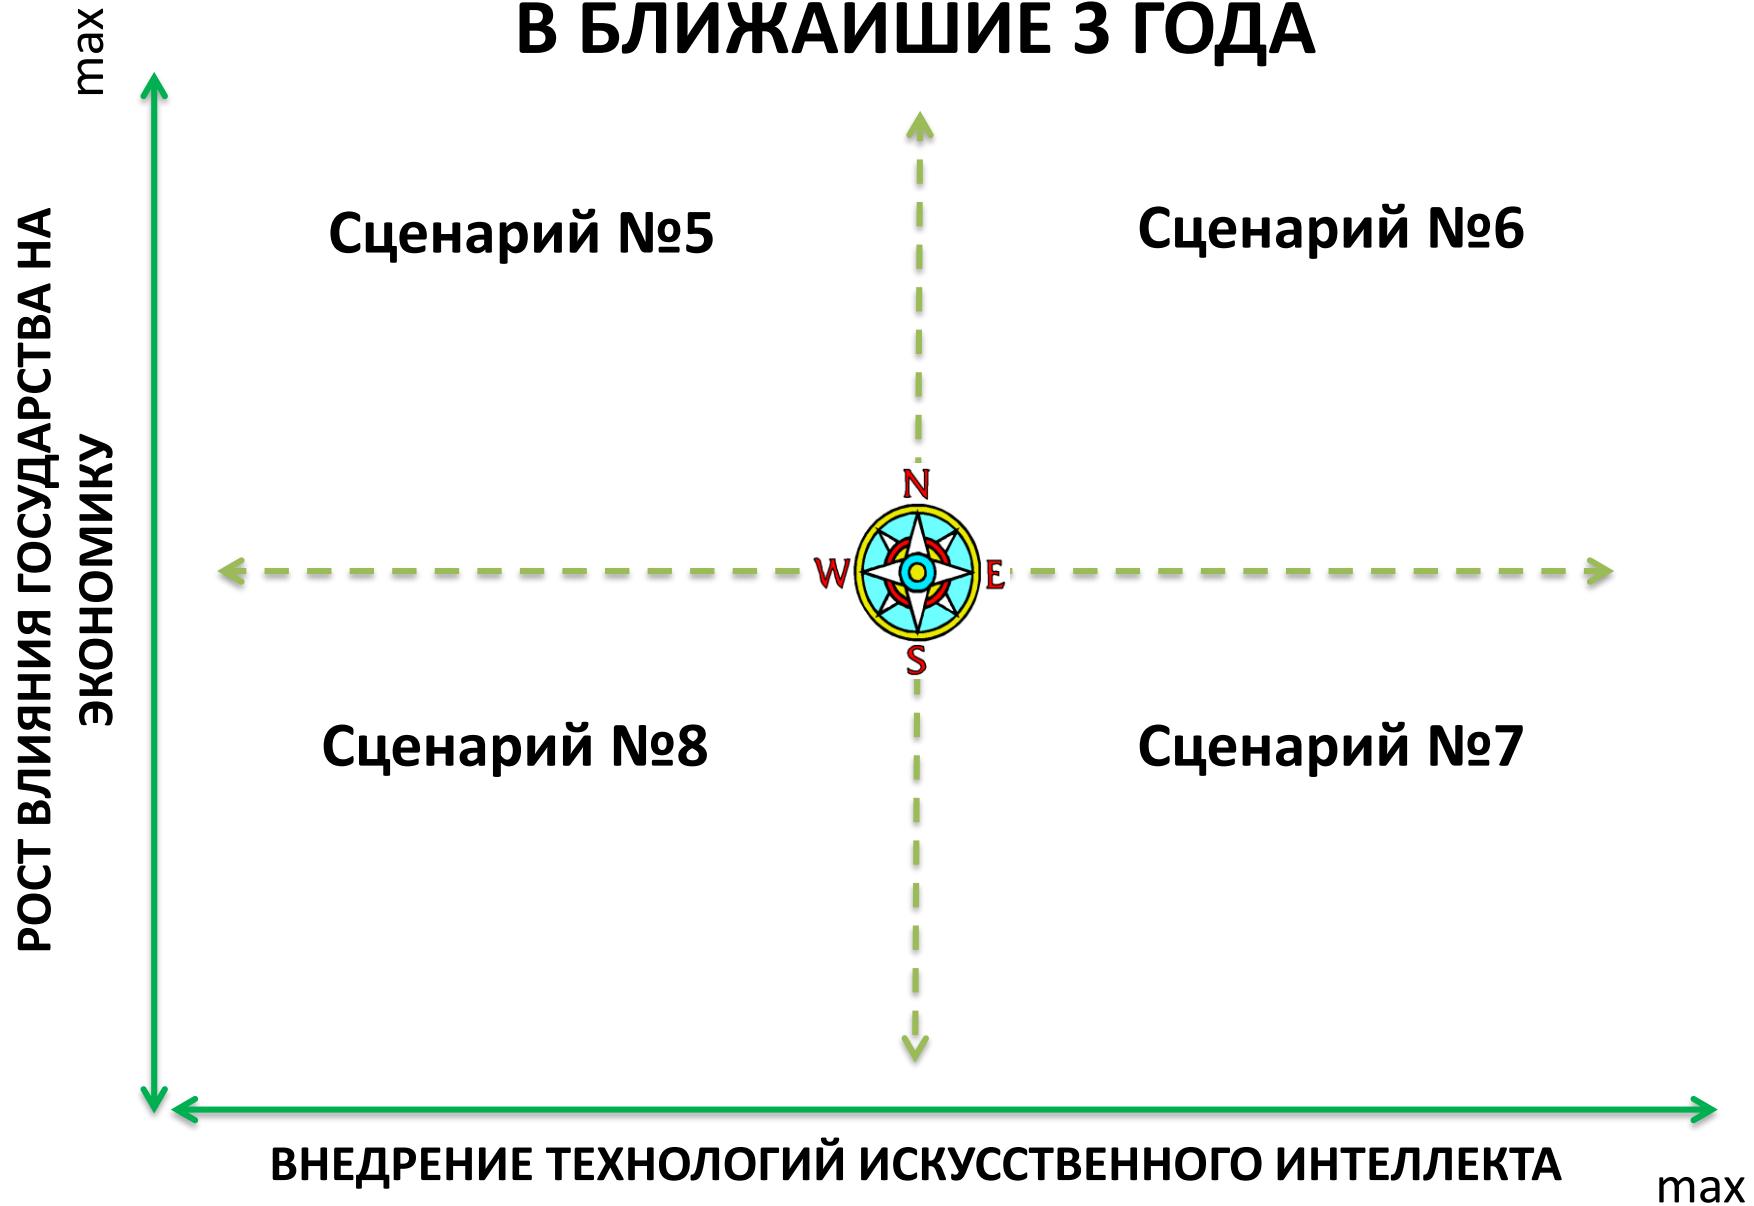 В БЛИЖАЙШИЕ 3 ГОДА
max
РОСТ ВЛИЯНИЯ ГОСУДАРСТВА НА
ЭКОНОМИКУ
Сценарий №5
Сценарий №6
N
W
E
S
Сценарий №8
Сценарий №7
ВНЕДРЕНИЕ ТЕХНОЛОГИЙ ИСКУССТВЕННОГО ИНТЕЛЛЕКТА
max